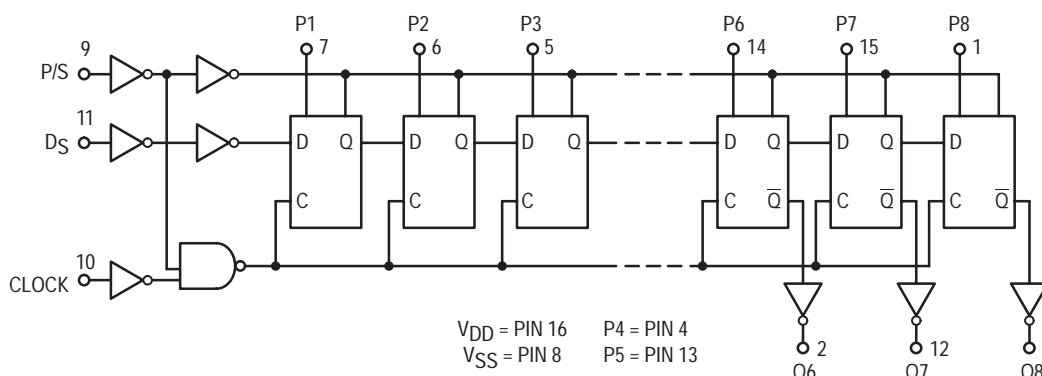 P1 P2 P3 P6 P7 P8
9 7 6 5 14 15 1
P/S
11
DS D Q D Q D Q D Q D Q D
C C C C Q C Q C Q
10
CLOCK
VDD = PIN 16 P4 = PIN 4
VSS = PIN 8 P5 = PIN 13
2 12
Q6 Q7 Q8